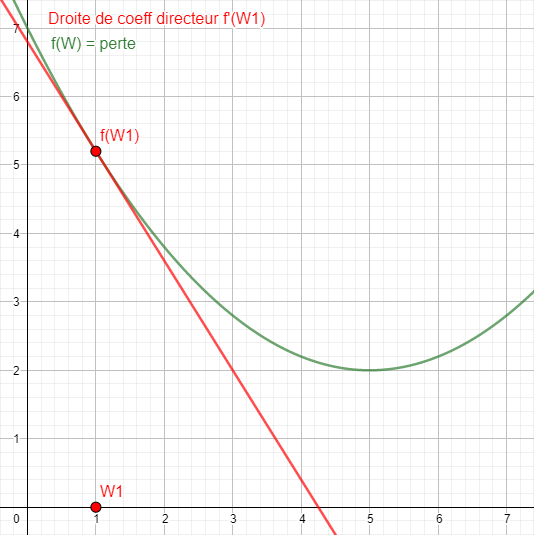 Droite de coeff directeur f'(W1)
f(W) = perte
7
6
f(W1)
5
4
3
2
1
W1
0 1 2 3 4 5 6 7